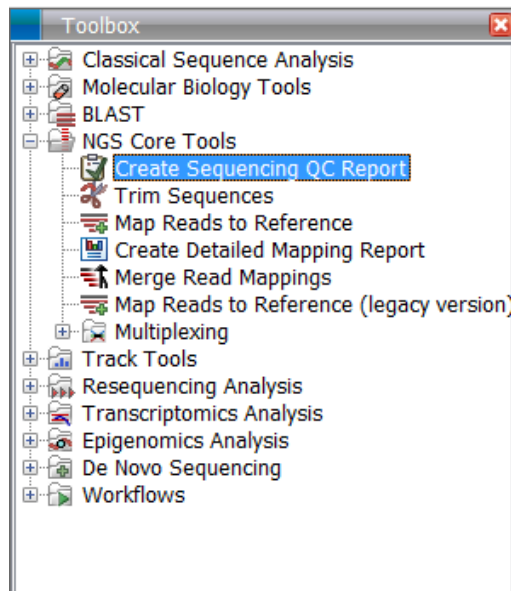 Toolbox
Classical Sequence Analysis
Molecular Biology Tools
BLAST
NGS Core Tools
Create Sequencing QC Report
Trim Sequences
Map Reads to Reference
Create Detailed Mapping Report
Merge Read Mappings
Map Reads to Reference (legacy version)
Multiplexing
Track Tools
Resequencing Analysis
Transcriptomics Analysis
Epigenomics Analysis
De Novo Sequencing
Workflows